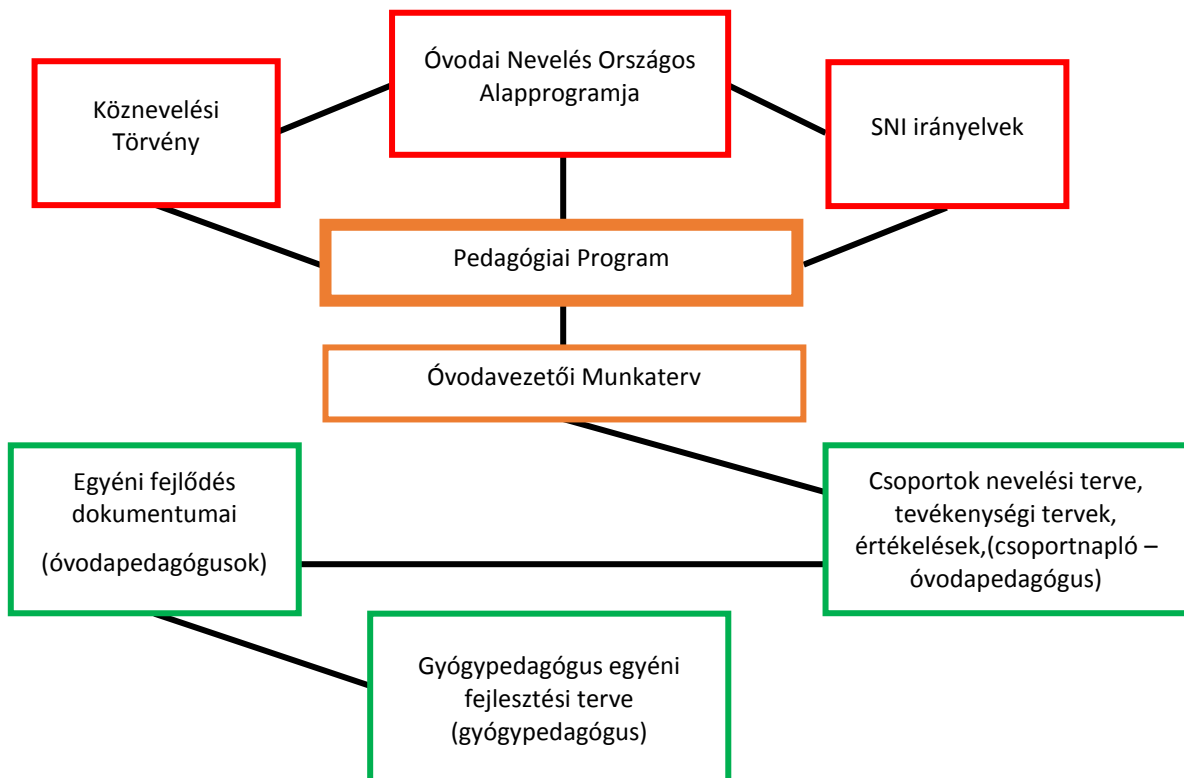 Óvodai Nevelés Országos
Alapprogramja
Köznevelési
Törvény
SNI irányelvek
Pedagógiai Program
Óvodavezetői Munkaterv
Egyéni fejlődés
dokumentumai
(óvodapedagógusok)
Csoportok nevelési terve,
tevékenységi tervek,
értékelések,(csoportnapló –
óvodapedagógus)
Gyógypedagógus egyéni
fejlesztési terve
(gyógypedagógus)